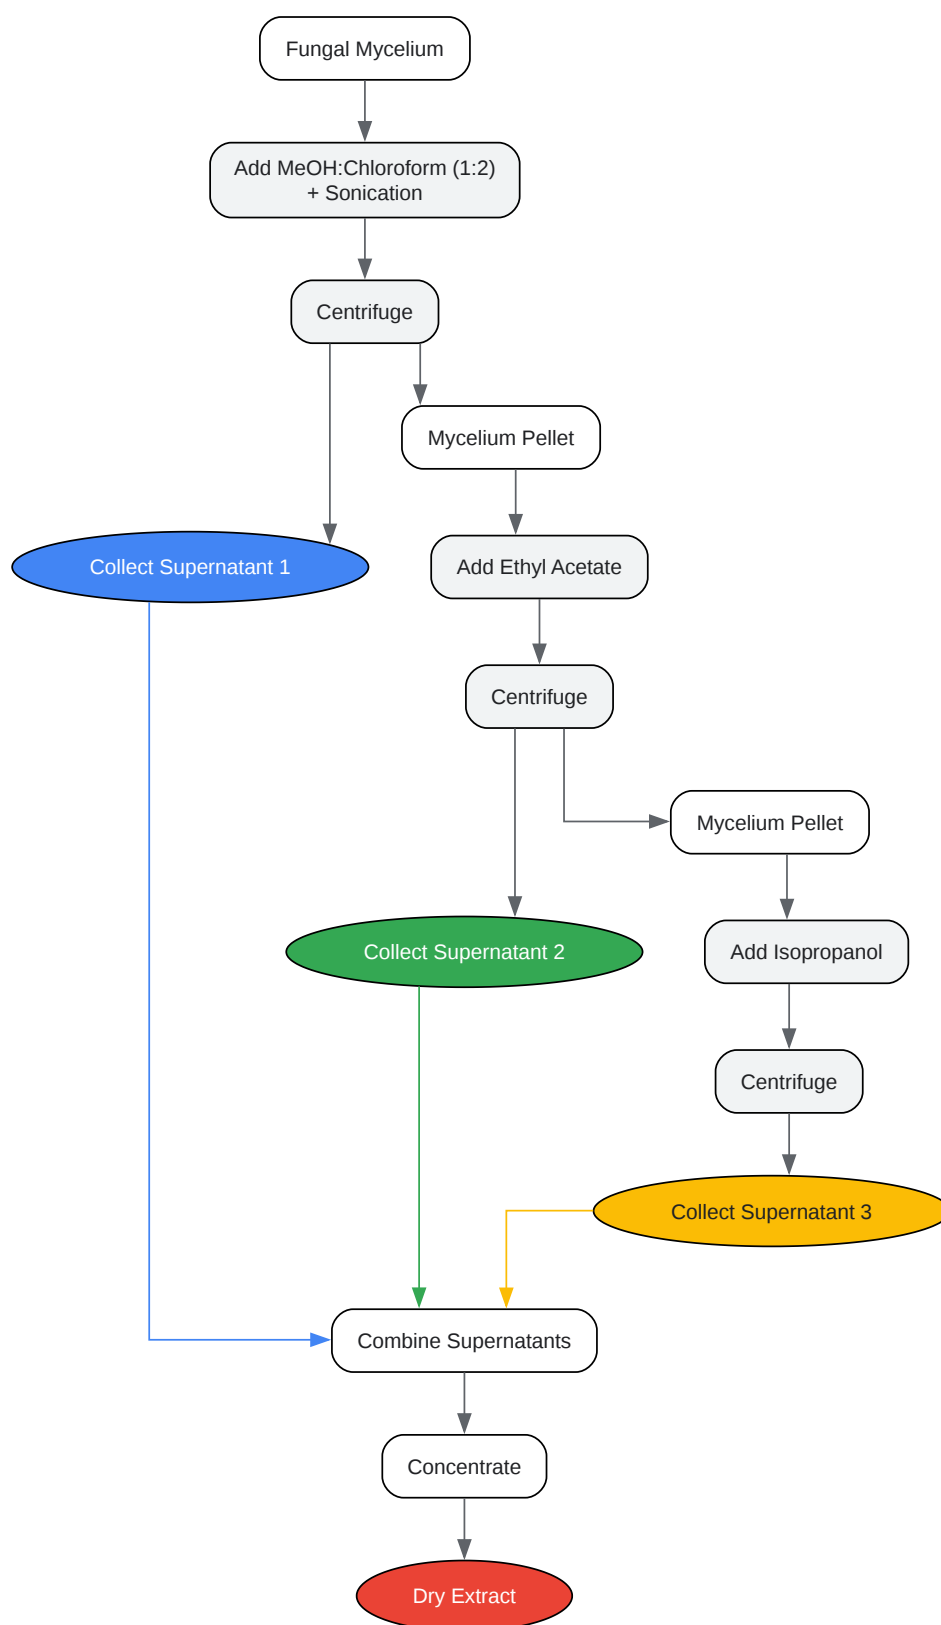 Fungal Mycelium
Add MeOH:Chloroform (1:2)
+ Sonication
Centrifuge
Mycelium Pellet
Collect Supernatant 1
Add Ethyl Acetate
Centrifuge
Mycelium Pellet
Collect Supernatant 2
Add Isopropanol
Centrifuge
Collect Supernatant 3
Combine Supernatants
Concentrate
Dry Extract